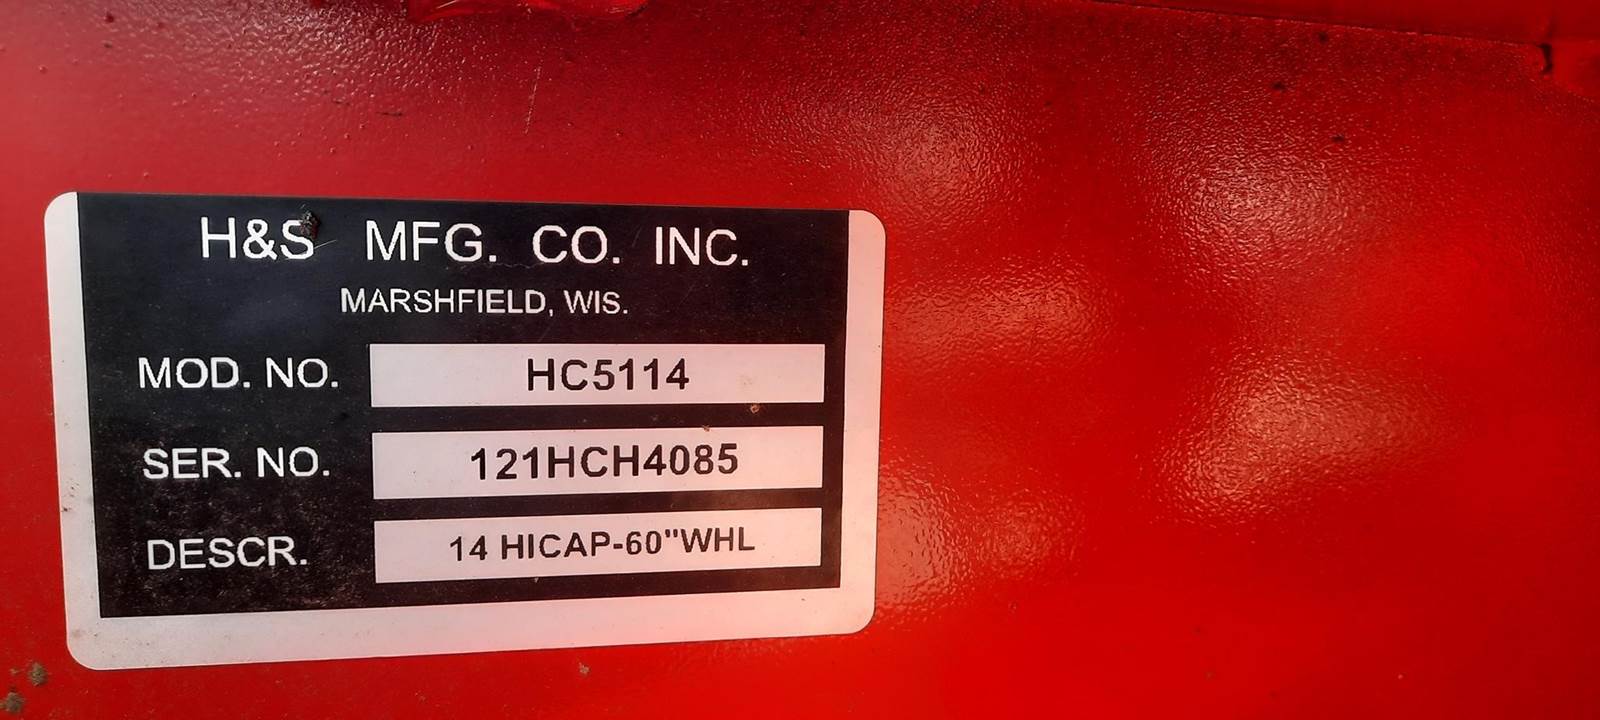 H&S MFG. CO. INC.
MARSHFIELD, WIS.
MOD. NO. HC5114
SER. NO. 121HCH4085
DESCR. 14 HICAP-60"WHL